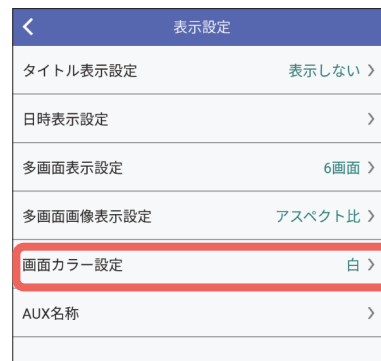 表示設定
タイトル表示設定 表示しない
日時表示設定
多画面表示設定 6画面
多画面画像表示設定 アスペクト比
画面カラー設定 白
AUX名称